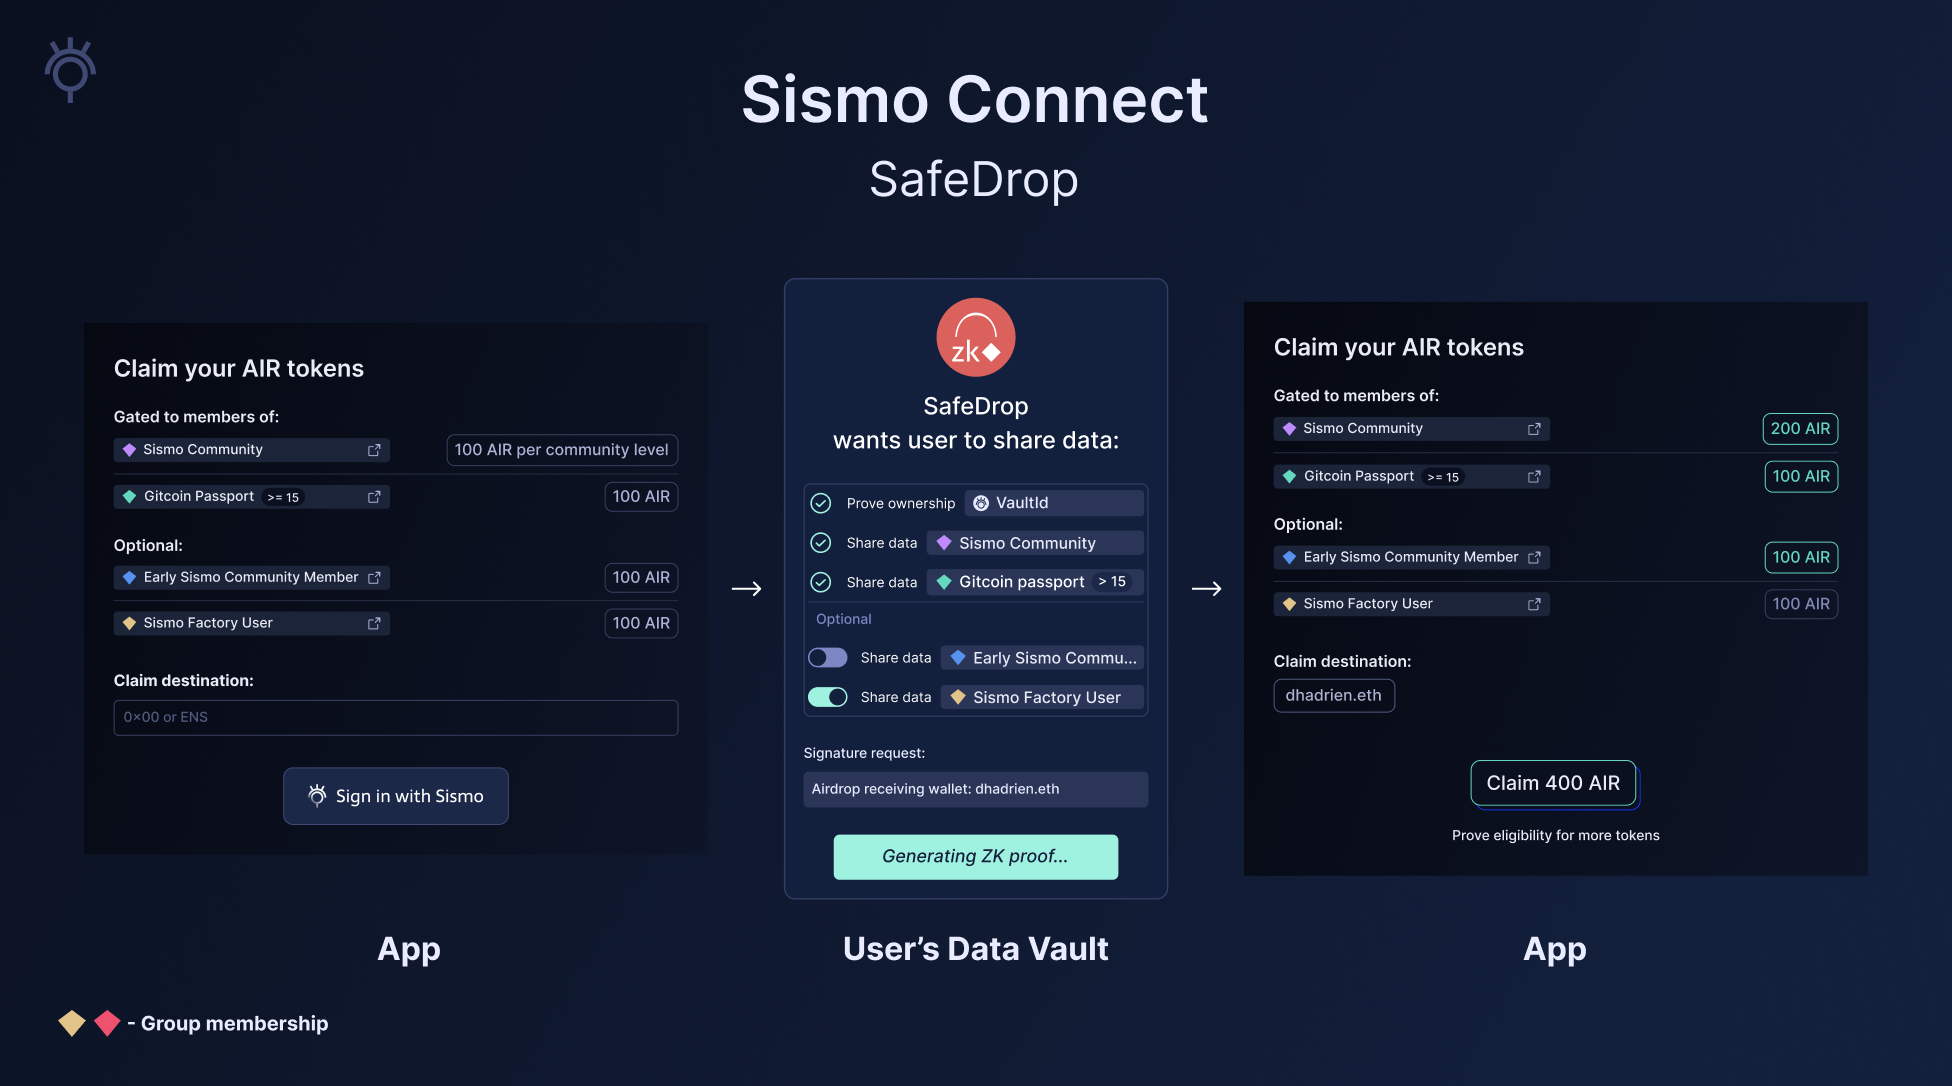 Sismo Connect
SafeDrop
Claim your AIR tokens
Gated to members of:
Sismo Community
100 AIR per community level
Gitcoin Passport >= 15
100 AIR
Optional:
Early Sismo Community Member
100 AIR
Sismo Factory User
100 AIR
Claim destination:
0x00 or ENS
Sign in with Sismo
App
zk
SafeDrop
wants user to share data:
Prove ownership VaultId
Share data Sismo Community
Share data Gitcoin passport > 15
Optional
Share data Early Sismo Commu...
Share data Sismo Factory User
Signature request:
Airdrop receiving wallet: dhadrien.eth
Generating ZK proof...
User’s Data Vault
Claim your AIR tokens
Gated to members of:
Sismo Community
200 AIR
Gitcoin Passport >= 15
100 AIR
Optional:
Early Sismo Community Member
100 AIR
Sismo Factory User
100 AIR
Claim destination:
dhadrien.eth
Claim 400 AIR
Prove eligibility for more tokens
App
- Group membership